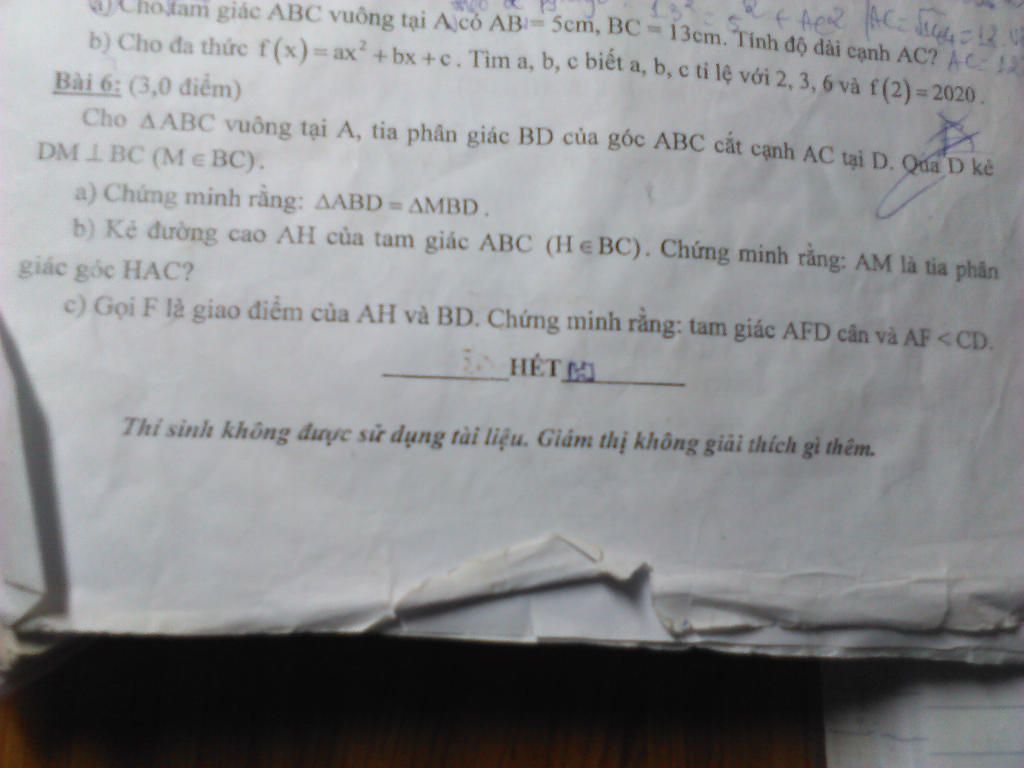 a) Cho tam giác ABC vuông tại A có AB = 5cm, BC = 13cm. Tính độ dài cạnh AC?
b) Cho đa thức f(x) = ax² + bx + c. Tìm a, b, c biết a, b, c tỉ lệ với 2, 3, 6 và f(2) = 2020.
Bài 6: (3,0 điểm)
Cho ΔABC vuông tại A, tia phân giác BD của góc ABC cắt cạnh AC tại D. Qua D kẻ
DM ⊥ BC (M ∈ BC).
a) Chứng minh rằng: ΔABD = ΔMBD.
b) Kẻ đường cao AH của tam giác ABC (H ∈ BC). Chứng minh rằng: AM là tia phân
giác góc HAC?
c) Gọi F là giao điểm của AH và BD. Chứng minh rằng: tam giác AFD cân và AF < CD.
HẾT
Thí sinh không được sử dụng tài liệu. Giám thị không giải thích gì thêm.